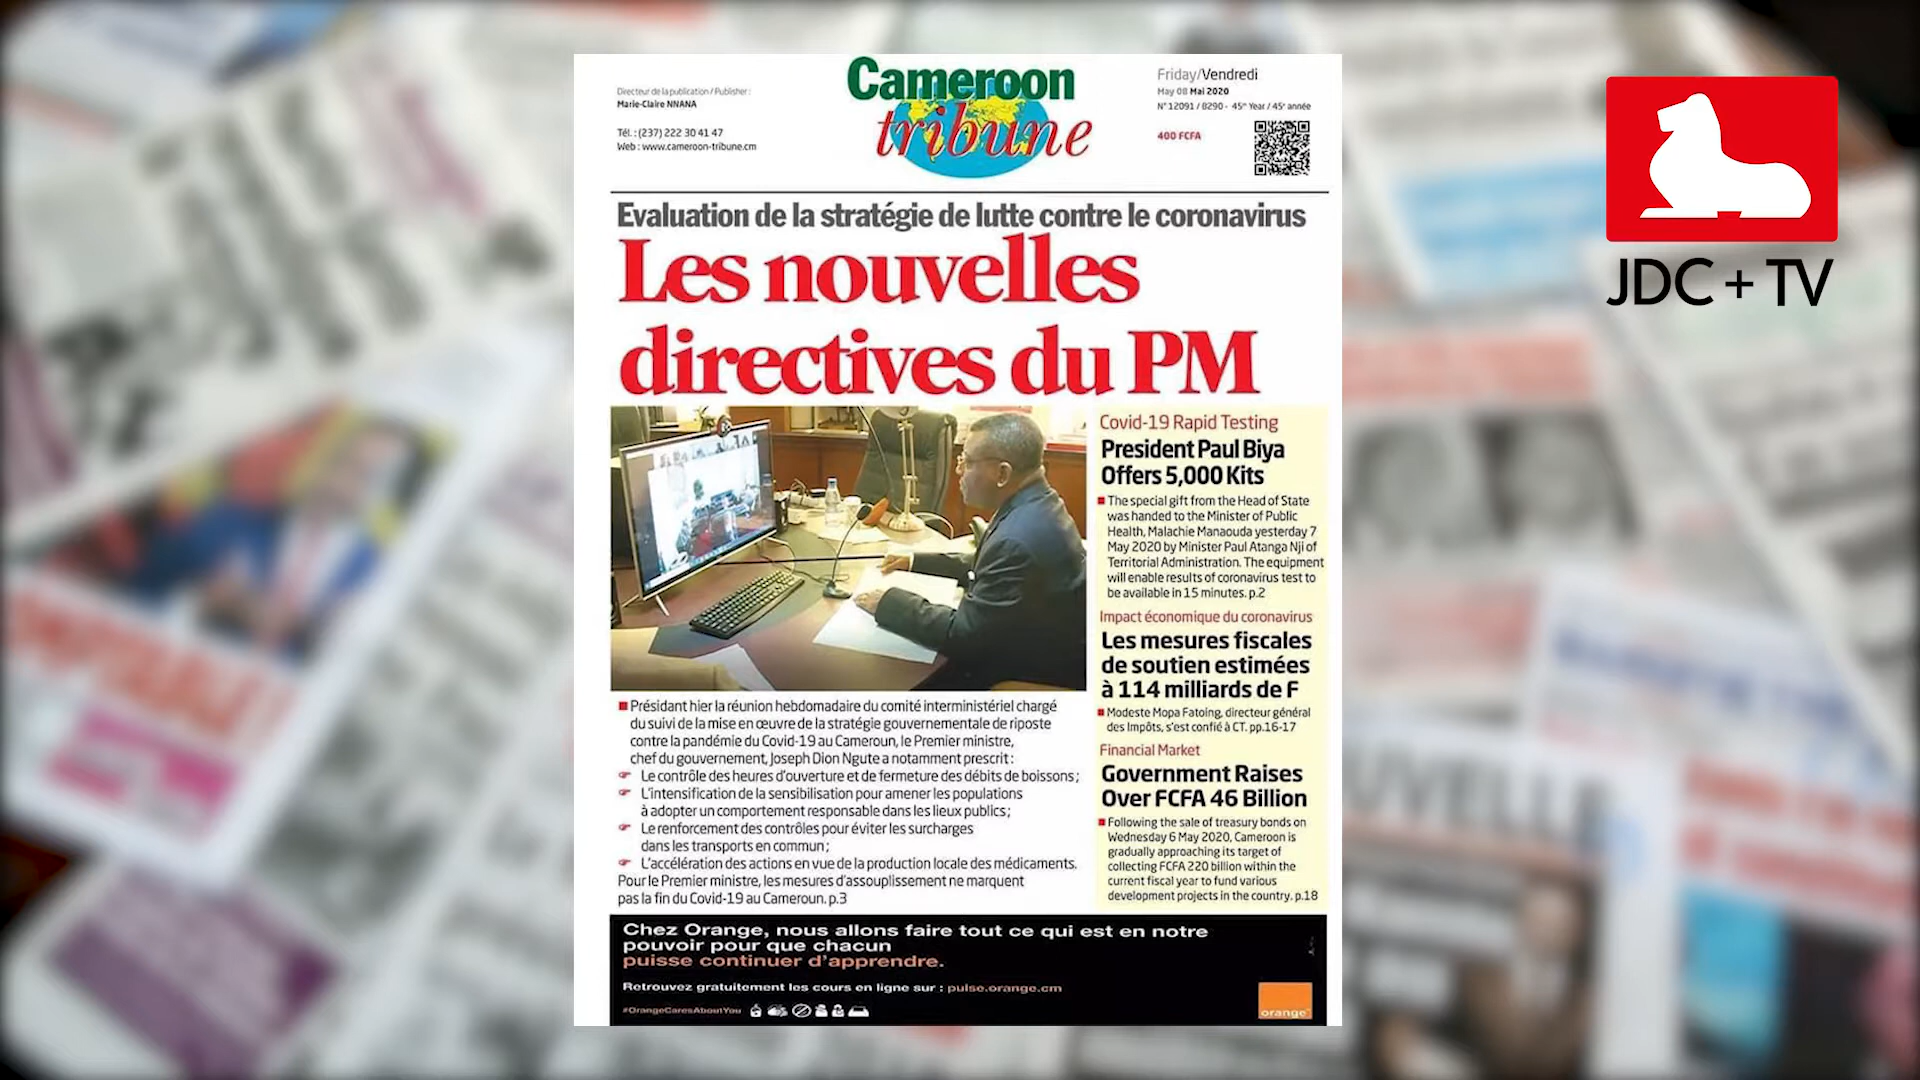 Directeur de la publication / Publisher :
Marie-Claire NNANA
Tél. : (237) 222 30 41 47
Web : www.cameroon-tribune.cm
Cameroon
tribune
Friday/Vendredi
May 08 Mai 2020
N° 12091 / 8290 - 45th Year / 45e année
400 FCFA
JDC + TV
Evaluation de la stratégie de lutte contre le coronavirus
Les nouvelles
directives du PM
Présidant hier la réunion hebdomadaire du comité interministériel chargé
du suivi de la mise en œuvre de la stratégie gouvernementale de riposte
contre la pandémie du Covid-19 au Cameroun, le Premier ministre,
chef du gouvernement, Joseph Dion Ngute a notamment prescrit :
Le contrôle des heures d'ouverture et de fermeture des débits de boissons ;
L'intensification de la sensibilisation pour amener les populations
à adopter un comportement responsable dans les lieux publics ;
Le renforcement des contrôles pour éviter les surcharges
dans les transports en commun ;
L'accélération des actions en vue de la production locale des médicaments.
Pour le Premier ministre, les mesures d'assouplissement ne marquent
pas la fin du Covid-19 au Cameroun. p.3
Covid-19 Rapid Testing
President Paul Biya
Offers 5,000 Kits
The special gift from the Head of State
was handed to the Minister of Public
Health, Malachie Manaouda yesterday 7
May 2020 by Minister Paul Atanga Nji of
Territorial Administration. The equipment
will enable results of coronavirus test to
be available in 15 minutes. p.2
Impact économique du coronavirus
Les mesures fiscales
de soutien estimées
à 114 milliards de F
Modeste Mopa Fatoing, directeur général
des Impôts, s'est confié à CT. pp.16-17
Financial Market
Government Raises
Over FCFA 46 Billion
Following the sale of treasury bonds on
Wednesday 6 May 2020, Cameroon is
gradually approaching its target of
collecting FCFA 220 billion within the
current fiscal year to fund various
development projects in the country. p.18
Chez Orange, nous allons faire tout ce qui est en notre
pouvoir pour que chacun
puisse continuer d'apprendre.
Retrouvez gratuitement les cours en ligne sur : pulse.orange.cm
#OrangeCaresAboutYou
orange